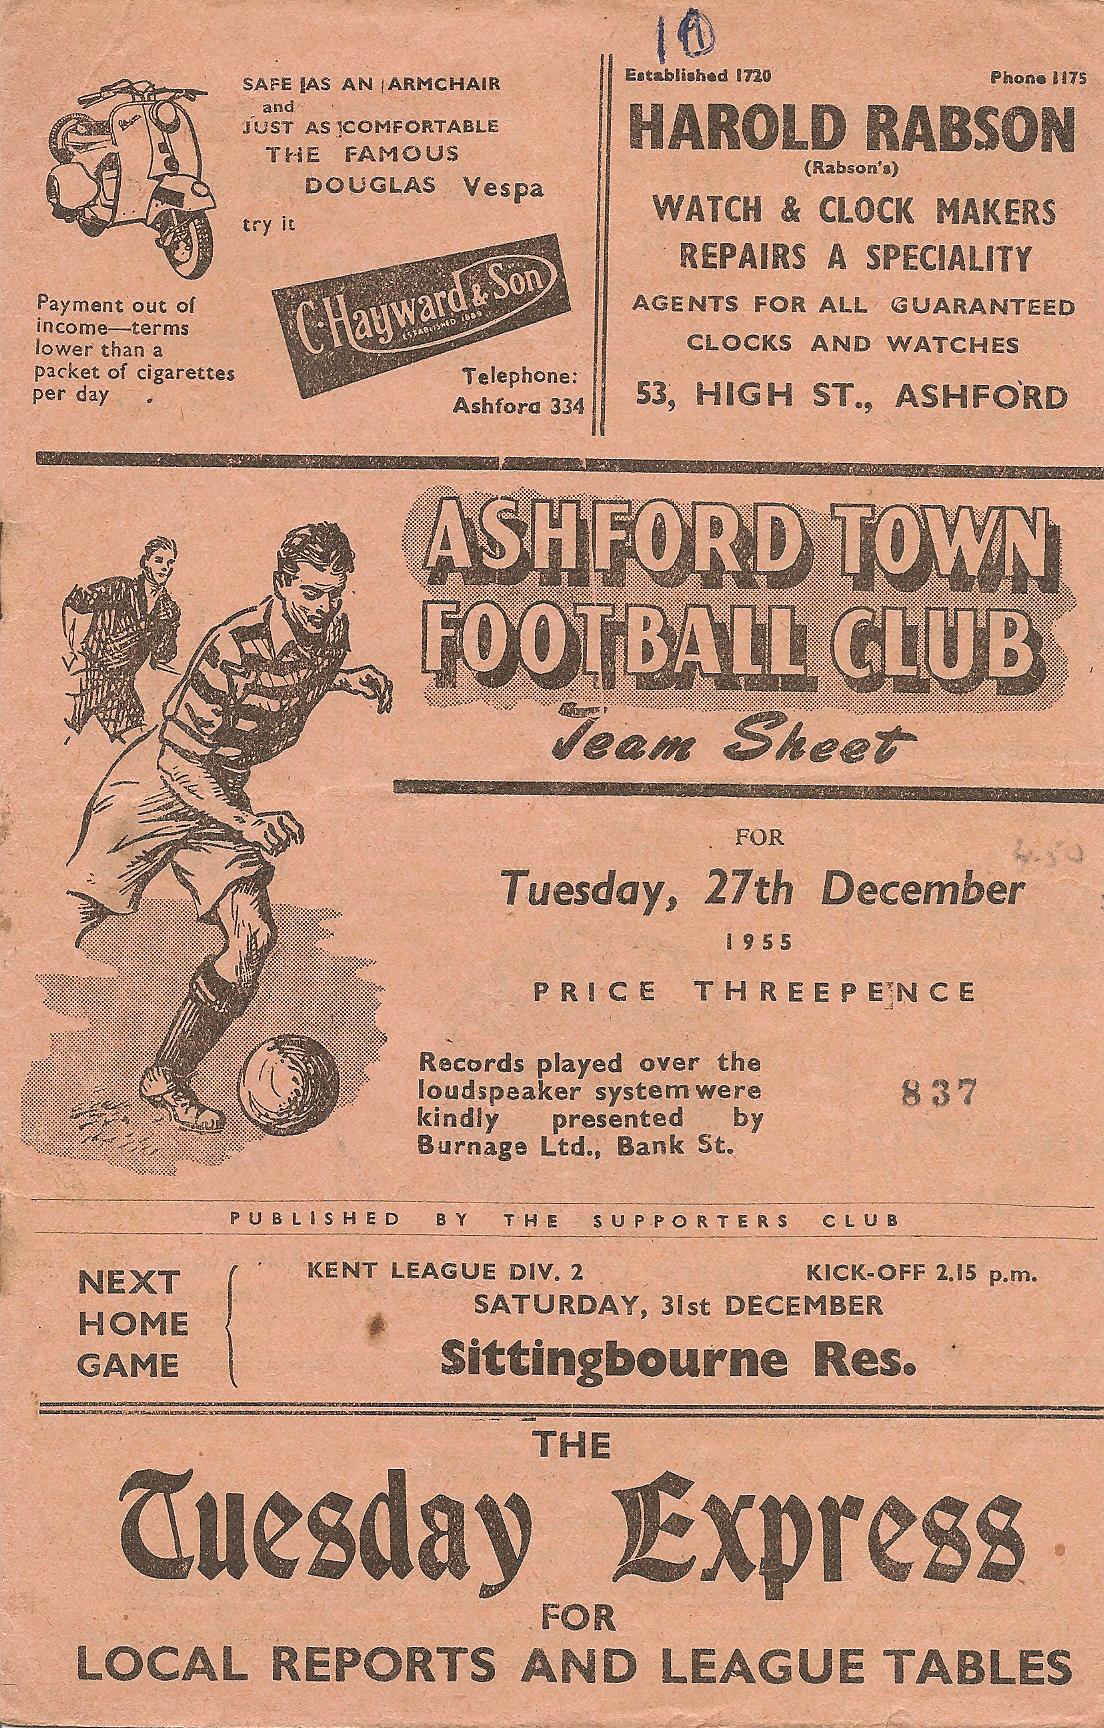 10
SAFE AS AN ARMCHAIR
and
JUST AS COMFORTABLE
THE FAMOUS
DOUGLAS Vespa
try it
Payment out of
income—terms
lower than a
packet of cigarettes
per day
C. Hayward & Son
ESTABLISHED 1889
Telephone:
Ashford 334
Established 1720 Phone 1175
HAROLD RABSON
(Rabson's)
WATCH & CLOCK MAKERS
REPAIRS A SPECIALITY
AGENTS FOR ALL GUARANTEED
CLOCKS AND WATCHES
53, HIGH ST., ASHFORD
ASHFORD TOWN
FOOTBALL CLUB
Team Sheet
FOR
4.50
Tuesday, 27th December
1955
PRICE THREEPENCE
Records played over the
loudspeaker system were
kindly presented by
Burnage Ltd., Bank St.
837
PUBLISHED BY THE SUPPORTERS CLUB
NEXT
HOME
GAME
KENT LEAGUE DIV. 2 KICK-OFF 2.15 p.m.
SATURDAY, 31st DECEMBER
Sittingbourne Res.
THE
Tuesday Express
FOR
LOCAL REPORTS AND LEAGUE TABLES